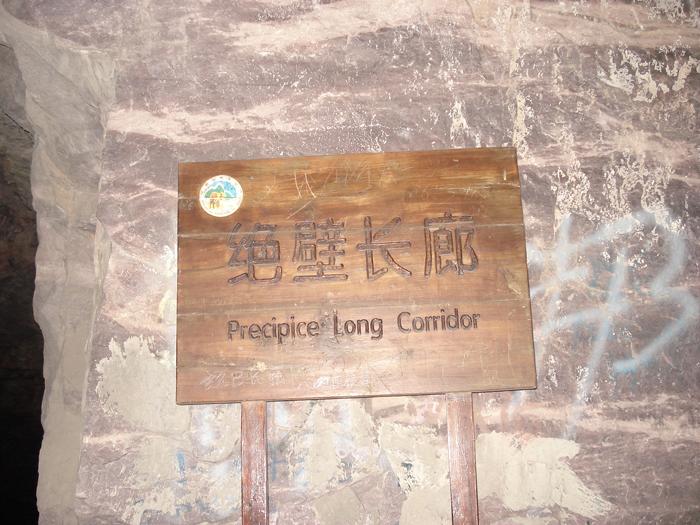 绝壁长廊
Precipice Long Corridor